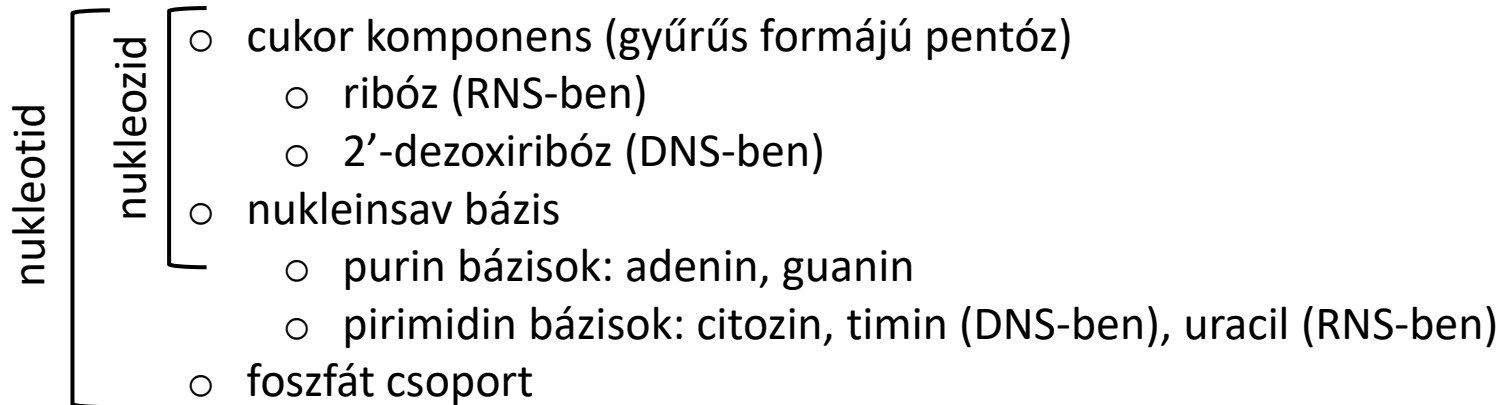 nukleotid
nukleozid
○ cukor komponens (gyűrűs formájú pentóz)
○ ribóz (RNS-ben)
○ 2’-dezoxiribóz (DNS-ben)
○ nukleinsav bázis
○ purin bázisok: adenin, guanin
○ pirimidin bázisok: citozin, timin (DNS-ben), uracil (RNS-ben)
○ foszfát csoport